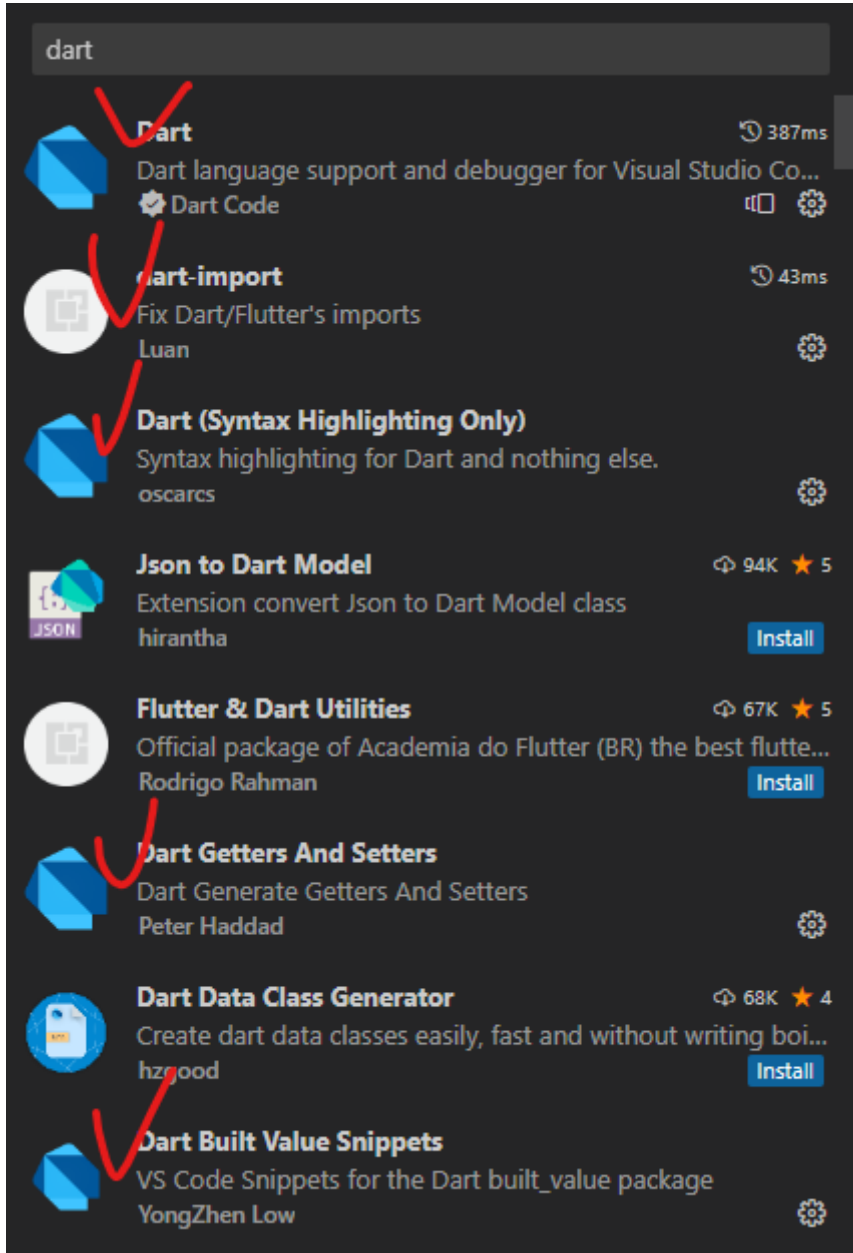 dart
Dart 387ms
Dart language support and debugger for Visual Studio Co...
Dart Code
dart-import 43ms
Fix Dart/Flutter's imports
Luan
Dart (Syntax Highlighting Only)
Syntax highlighting for Dart and nothing else.
oscarcs
Json to Dart Model 94K 5
Extension convert Json to Dart Model class
{;}
JSON
hirantha Install
Flutter & Dart Utilities 67K 5
Official package of Academia do Flutter (BR) the best flutte...
Rodrigo Rahman Install
Dart Getters And Setters
Dart Generate Getters And Setters
Peter Haddad
Dart Data Class Generator 68K 4
Create dart data classes easily, fast and without writing boi...
hzgood Install
Dart Built Value Snippets
VS Code Snippets for the Dart built_value package
YongZhen Low